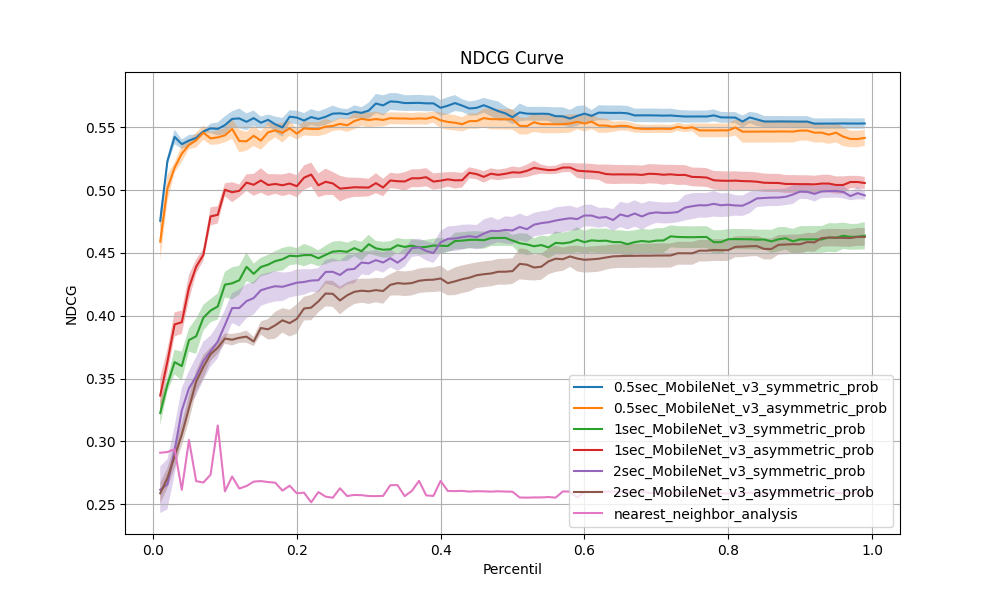 NDCG Curve
NDCG
0.55
0.50
0.45
0.40
0.35
0.30
0.25
0.5sec_MobileNet_v3_symmetric_prob
0.5sec_MobileNet_v3_asymmetric_prob
1sec_MobileNet_v3_symmetric_prob
1sec_MobileNet_v3_asymmetric_prob
2sec_MobileNet_v3_symmetric_prob
2sec_MobileNet_v3_asymmetric_prob
nearest_neighbor_analysis
0.0 0.2 0.4 0.6 0.8 1.0
Percentil